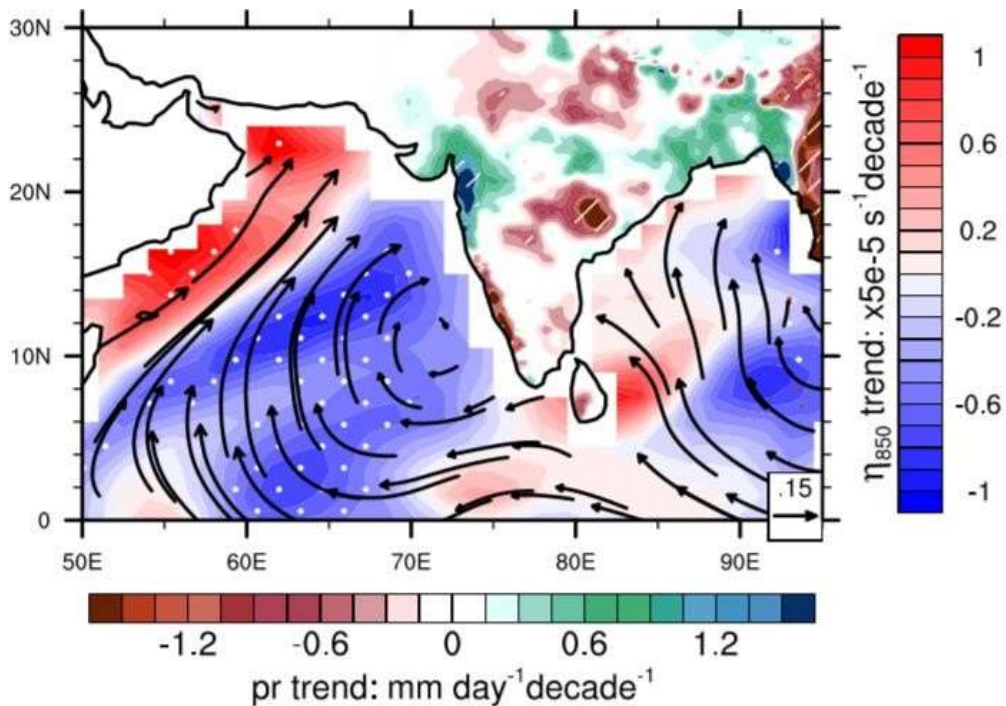 30N
20N
10N
0
50E 60E 70E 80E 90E
.15
1
0.6
0.2
-0.2
-0.6
-1
η850 trend: x5e-5 s⁻¹decade⁻¹
-1.2 -0.6 0 0.6 1.2
pr trend: mm day⁻¹decade⁻¹